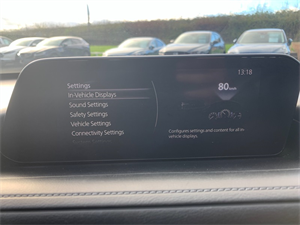 12:18
Settings
In-Vehicle Displays
Sound Settings
Safety Settings
Vehicle Settings
Connectivity Settings
80 km/h
Configures settings and content for all in-
vehicle displays.